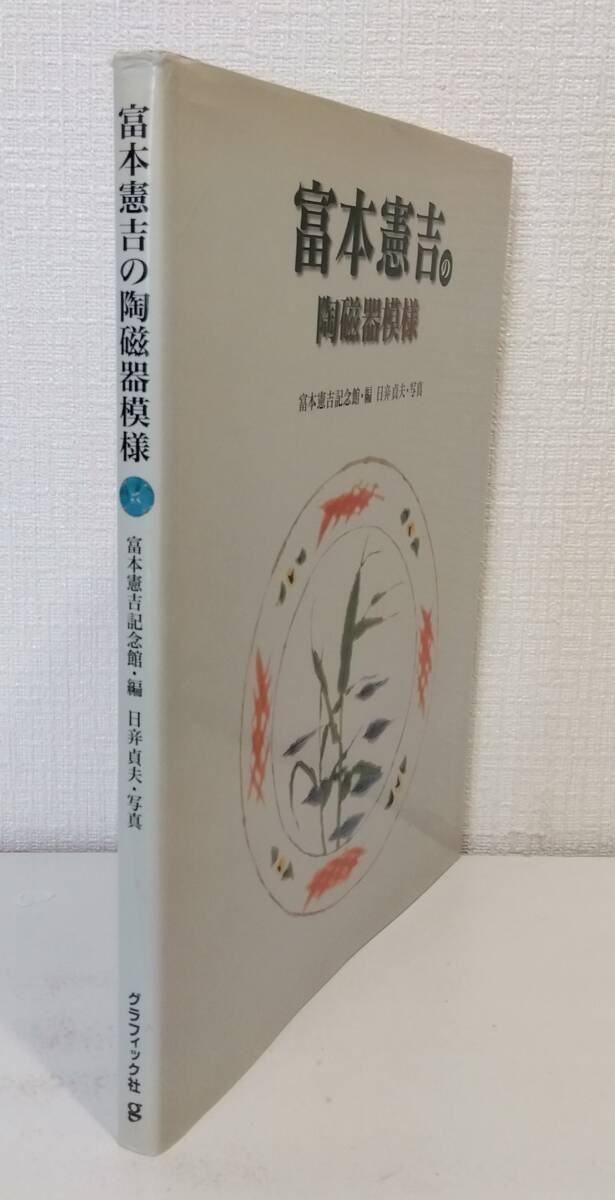 富本憲吉の陶磁器模様
富本憲吉記念館・編 日弃貞夫・写真
グラフィック社 g
富本憲吉の
陶磁器模様
富本憲吉記念館・編 日弃貞夫・写真